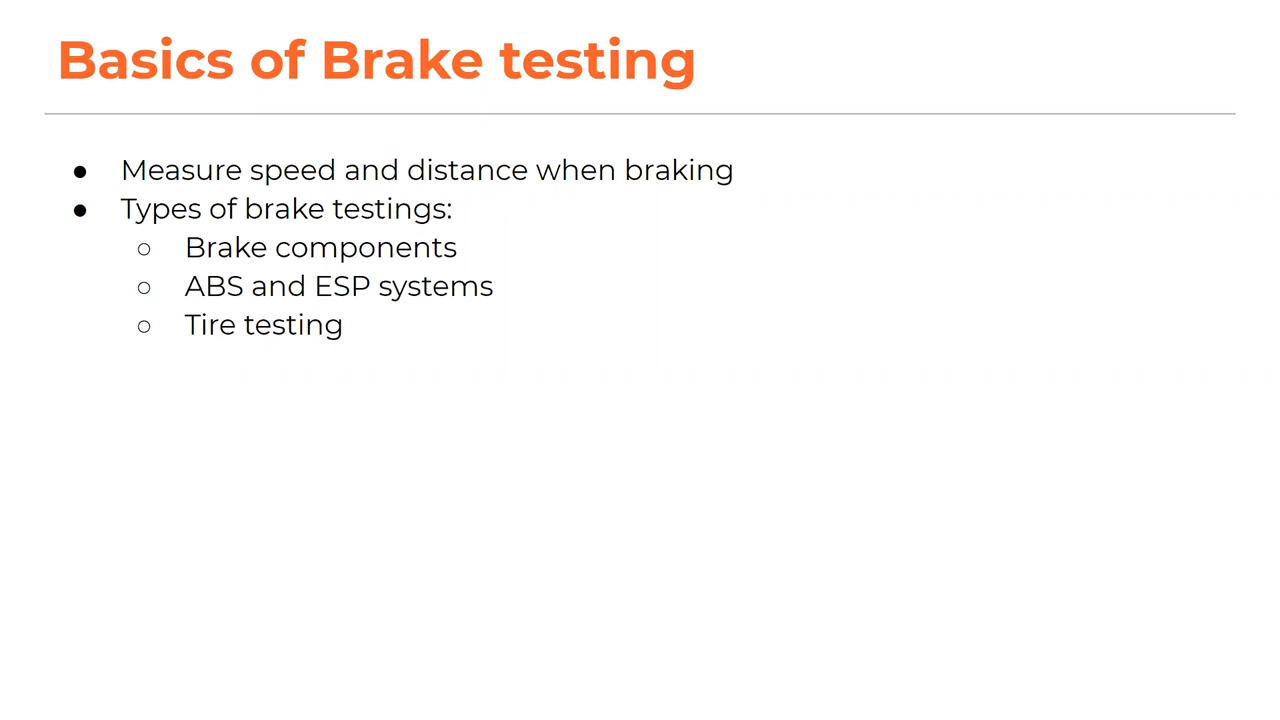 Basics of Brake testing
● Measure speed and distance when braking
● Types of brake testings:
○ Brake components
○ ABS and ESP systems
○ Tire testing